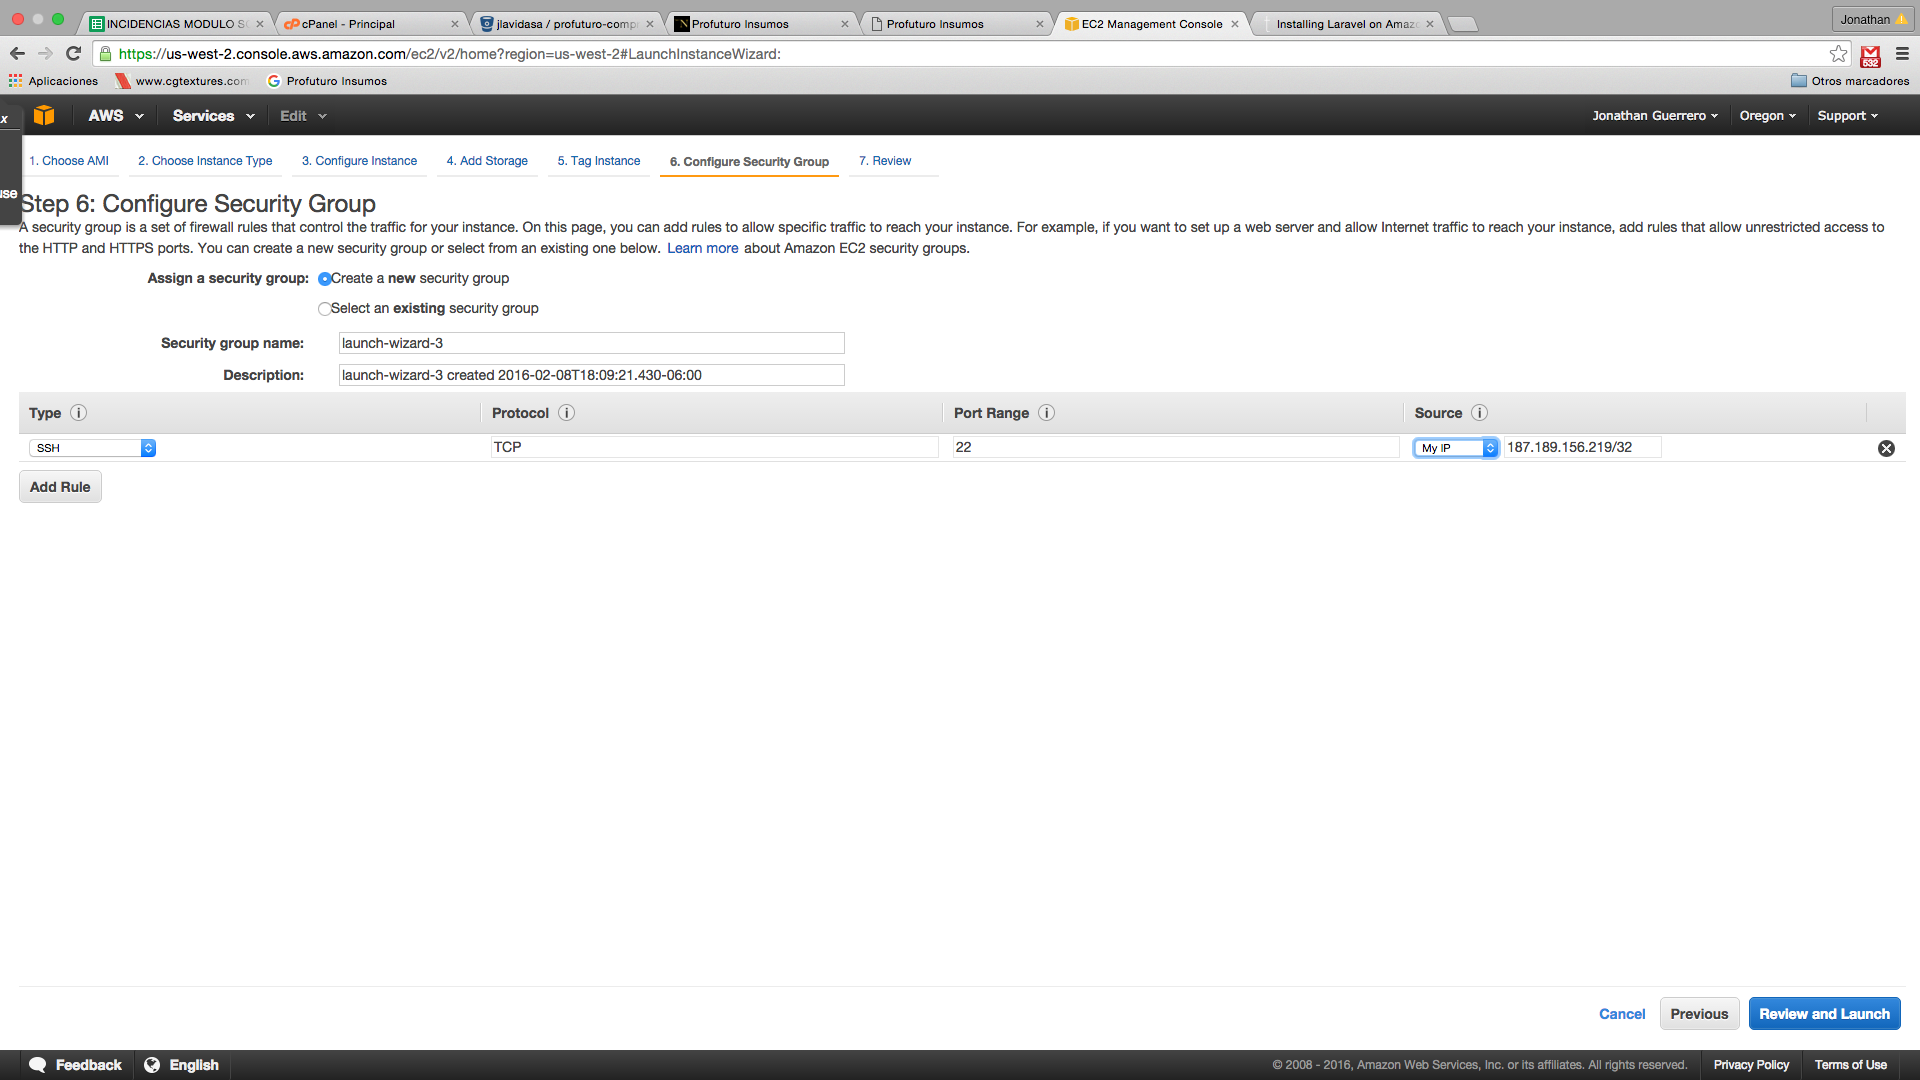 INCIDENCIAS MODULO SO
cPanel - Principal
jlavidasa / profuturo-comp
Profuturo Insumos
Profuturo Insumos
EC2 Management Console
Installing Laravel on Amaz
Jonathan
https://us-west-2.console.aws.amazon.com/ec2/v2/home?region=us-west-2#LaunchInstanceWizard:
532
Aplicaciones
www.cgtextures.com
Profuturo Insumos
Otros marcadores
x
AWS
Services
Edit
Jonathan Guerrero
Oregon
Support
1. Choose AMI
2. Choose Instance Type
3. Configure Instance
4. Add Storage
5. Tag Instance
6. Configure Security Group
7. Review
use
Step 6: Configure Security Group
A security group is a set of firewall rules that control the traffic for your instance. On this page, you can add rules to allow specific traffic to reach your instance. For example, if you want to set up a web server and allow Internet traffic to reach your instance, add rules that allow unrestricted access to
the HTTP and HTTPS ports. You can create a new security group or select from an existing one below. Learn more about Amazon EC2 security groups.
Assign a security group:
Create a new security group
Select an existing security group
Security group name:
launch-wizard-3
Description:
launch-wizard-3 created 2016-02-08T18:09:21.430-06:00
Type
Protocol
Port Range
Source
SSH
TCP
22
My IP
187.189.156.219/32
Add Rule
Cancel
Previous
Review and Launch
Feedback
English
© 2008 - 2016, Amazon Web Services, Inc. or its affiliates. All rights reserved.
Privacy Policy
Terms of Use